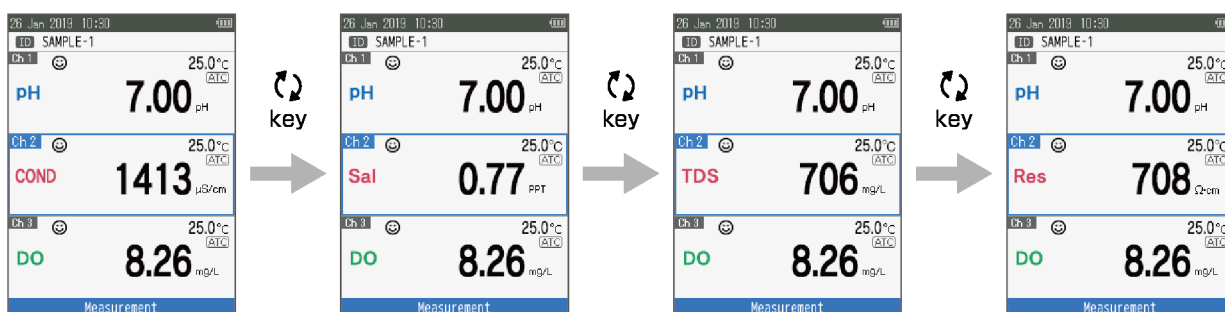 26 Jan 2019 10:30
ID SAMPLE-1
Ch 1 25.0°C
ATC
pH 7.00 pH
Ch 2 25.0°C
ATC
COND 1413 µS/cm
Ch 3 25.0°C
ATC
DO 8.26 mg/L
Measurement
key
26 Jan 2019 10:30
ID SAMPLE-1
Ch 1 25.0°C
ATC
pH 7.00 pH
Ch 2 25.0°C
ATC
Sal 0.77 PPT
Ch 3 25.0°C
ATC
DO 8.26 mg/L
Measurement
key
26 Jan 2019 10:30
ID SAMPLE-1
Ch 1 25.0°C
ATC
pH 7.00 pH
Ch 2 25.0°C
ATC
TDS 706 mg/L
Ch 3 25.0°C
ATC
DO 8.26 mg/L
Measurement
key
26 Jan 2019 10:30
ID SAMPLE-1
Ch 1 25.0°C
ATC
pH 7.00 pH
Ch 2 25.0°C
ATC
Res 708 Ω•cm
Ch 3 25.0°C
ATC
DO 8.26 mg/L
Measurement